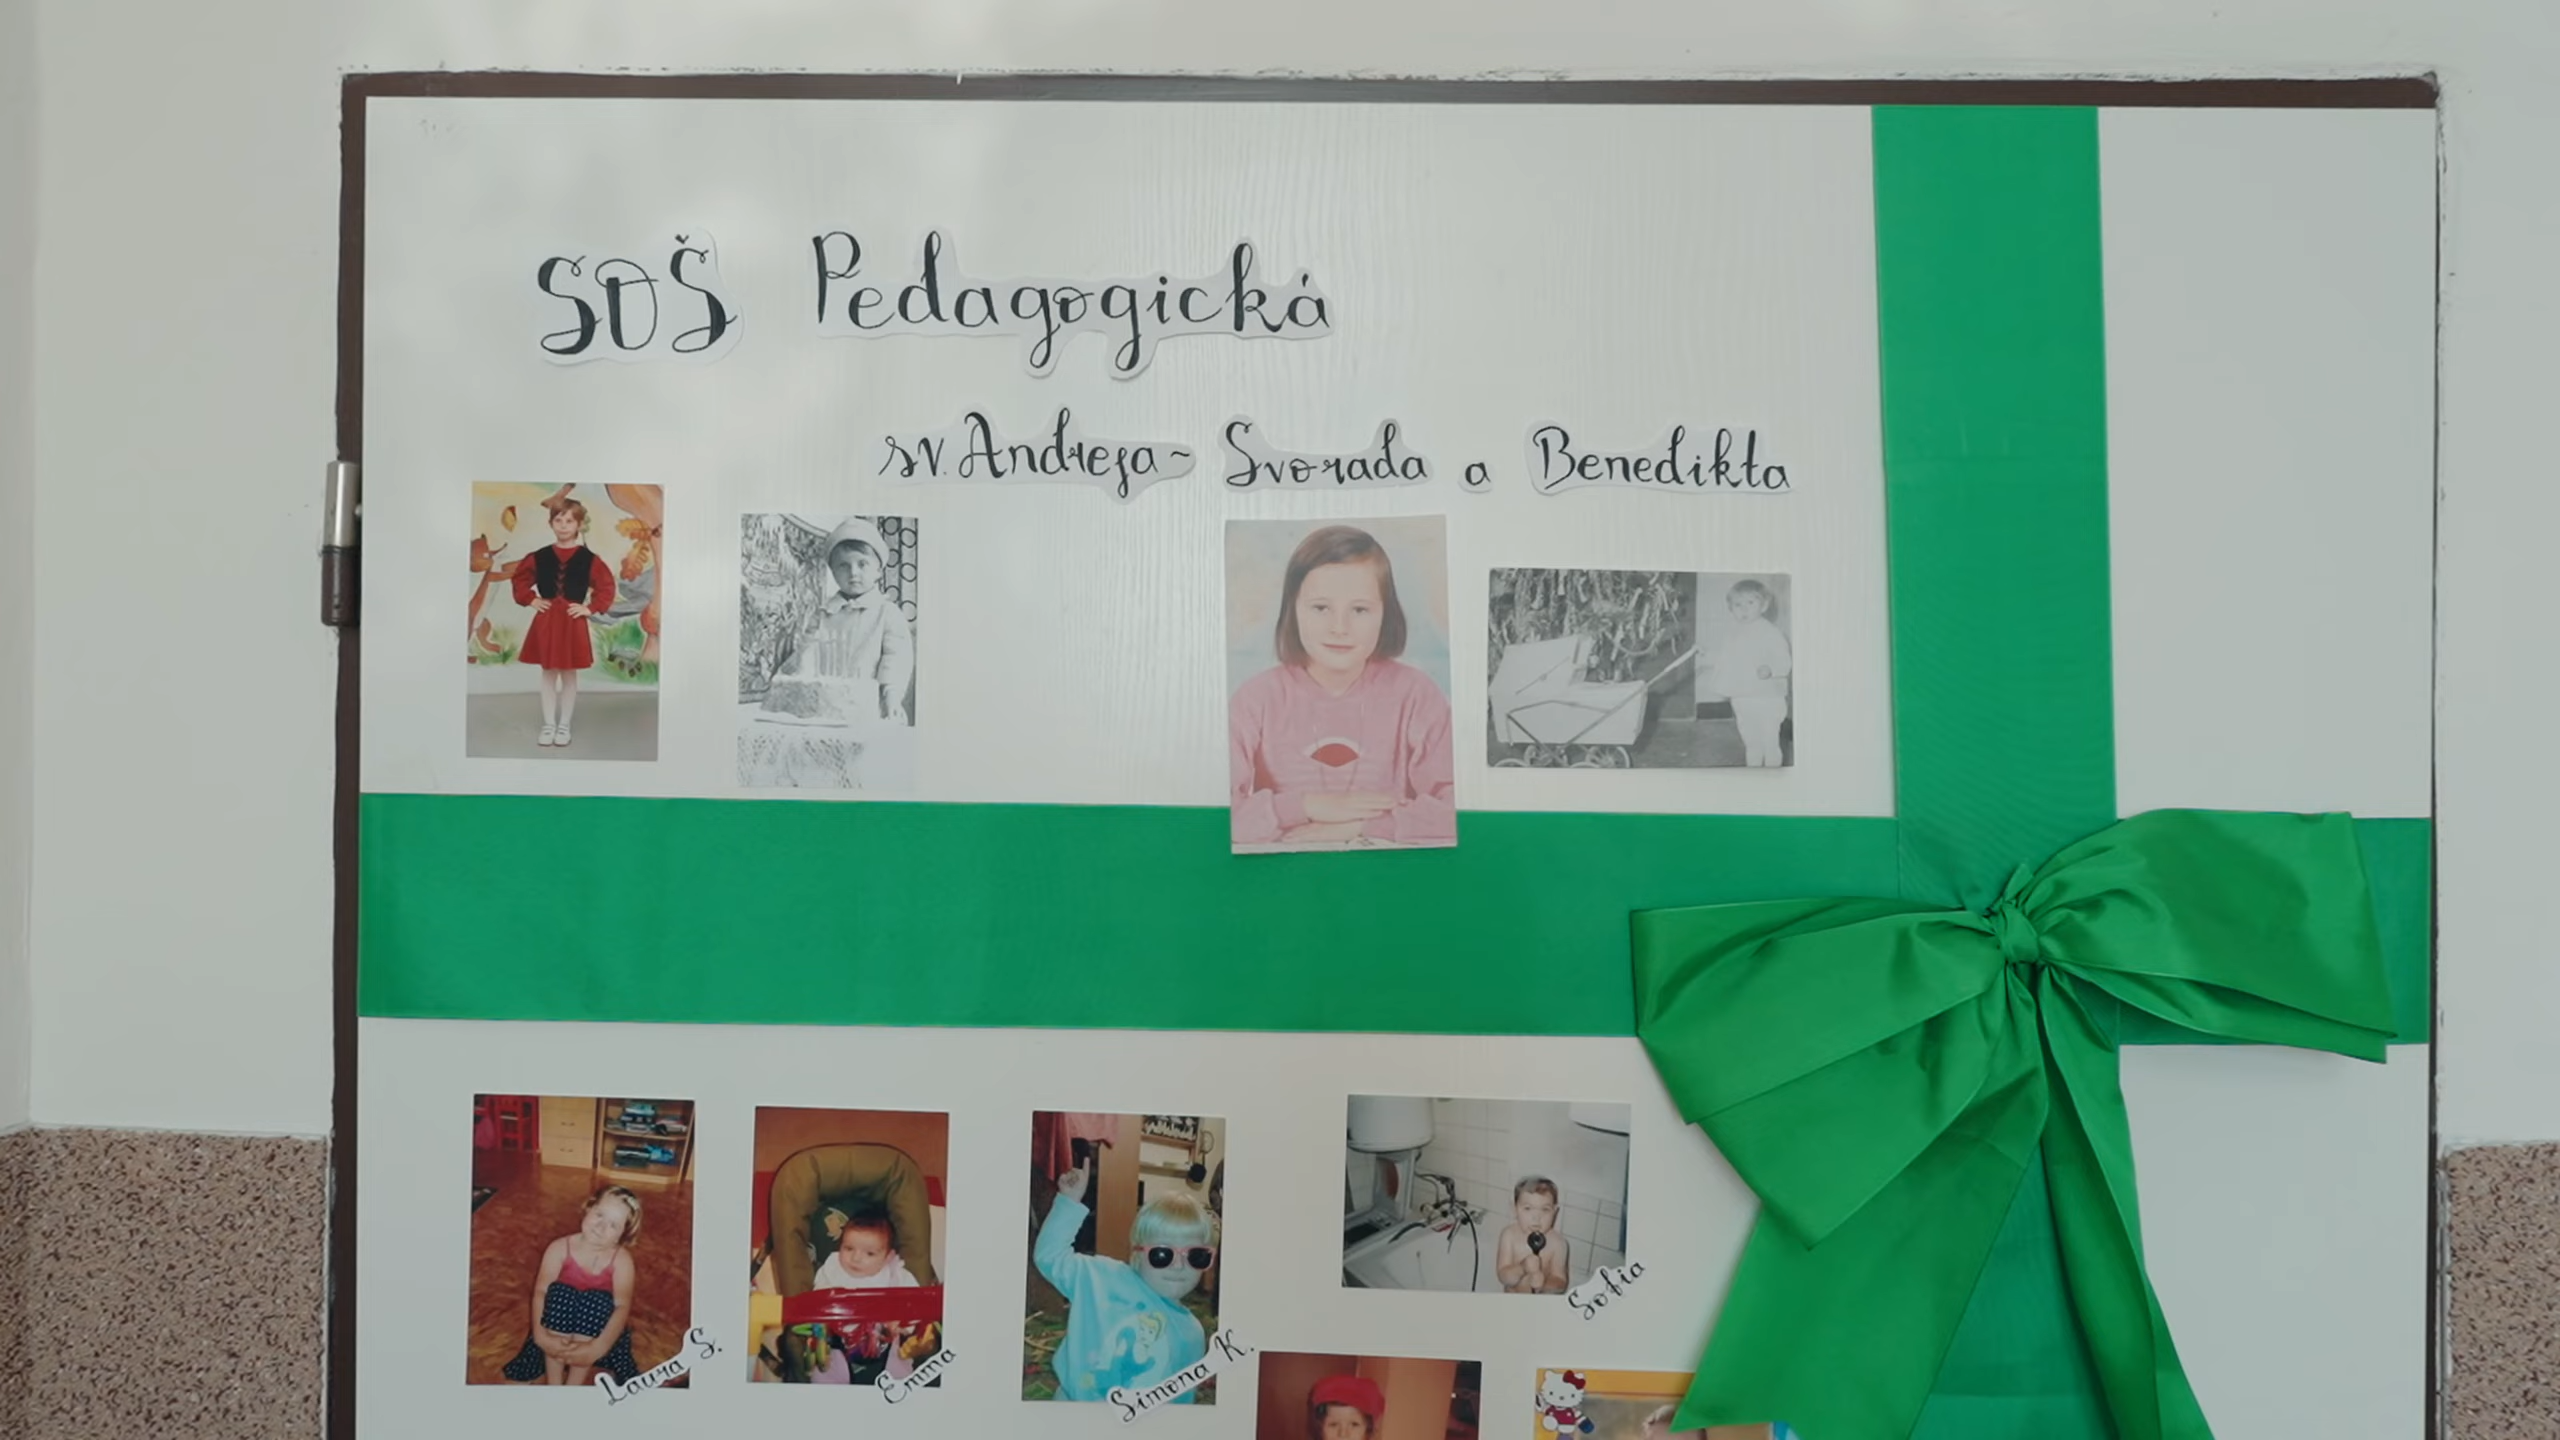 SOŠ Pedagogická
sv. Andreja - Svorada a Benedikta
Sofia
Laura S.
Emma
Simona K.